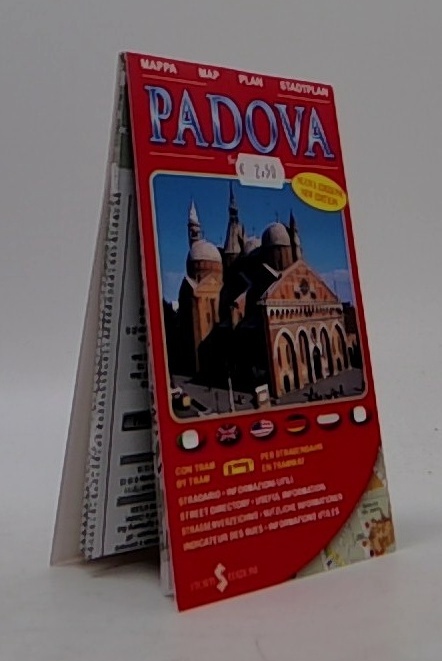 MAPPA MAP PLAN STADTPLAN
PADOVA
€ 2,50
NUOVA EDIZIONE
NEW EDITION
CON TRAM PER STRASSENBAHN
BY TRAM EN TRAMWAY
STRADARIO - INFORMAZIONI UTILI
STREET DIRECTORY - USEFUL INFORMATION
STRASSENVERZEICHNIS - NÜTZLICHE INFORMATIONEN
INDICATEUR DES RUES - INFORMATIONS UTILES